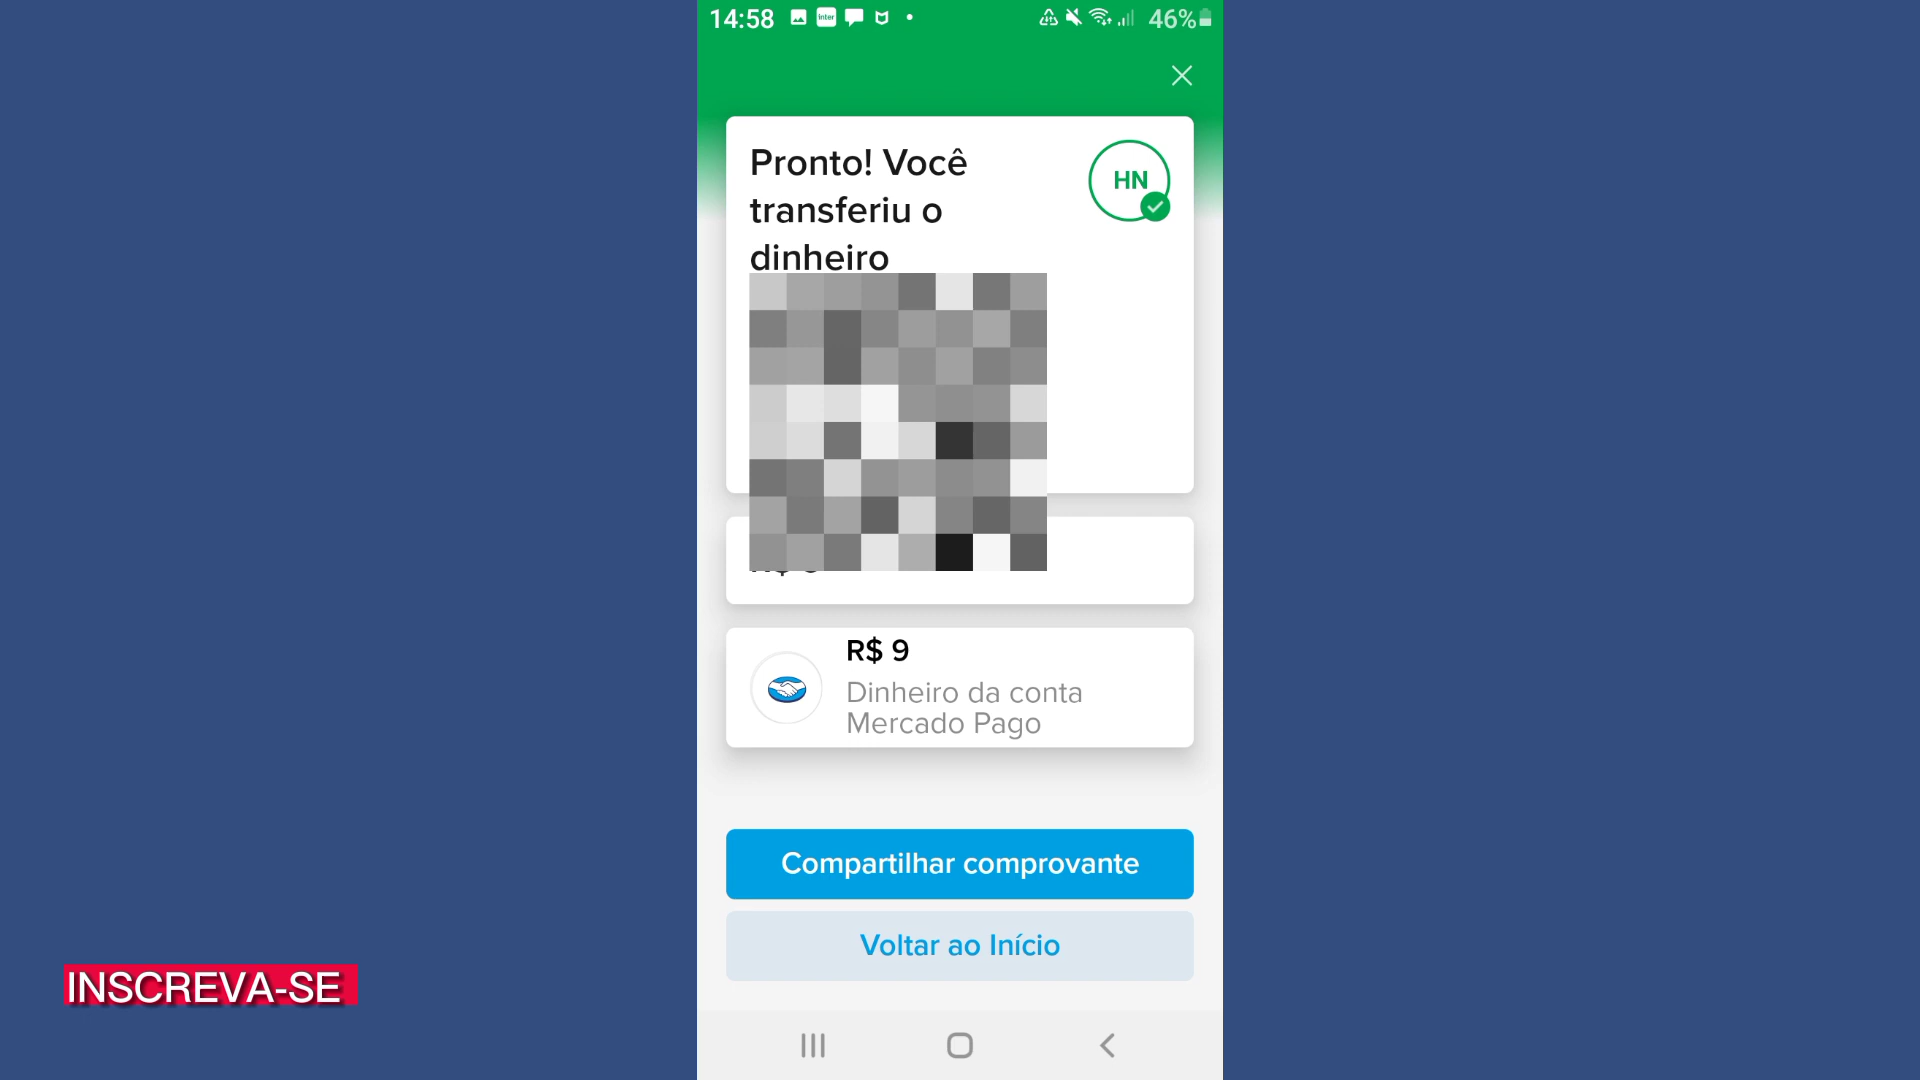 14:58
inter
46%
Pronto! Você
transferiu o
dinheiro
HN
R$ 9
Dinheiro da conta
Mercado Pago
Compartilhar comprovante
Voltar ao Início
INSCREVA-SE